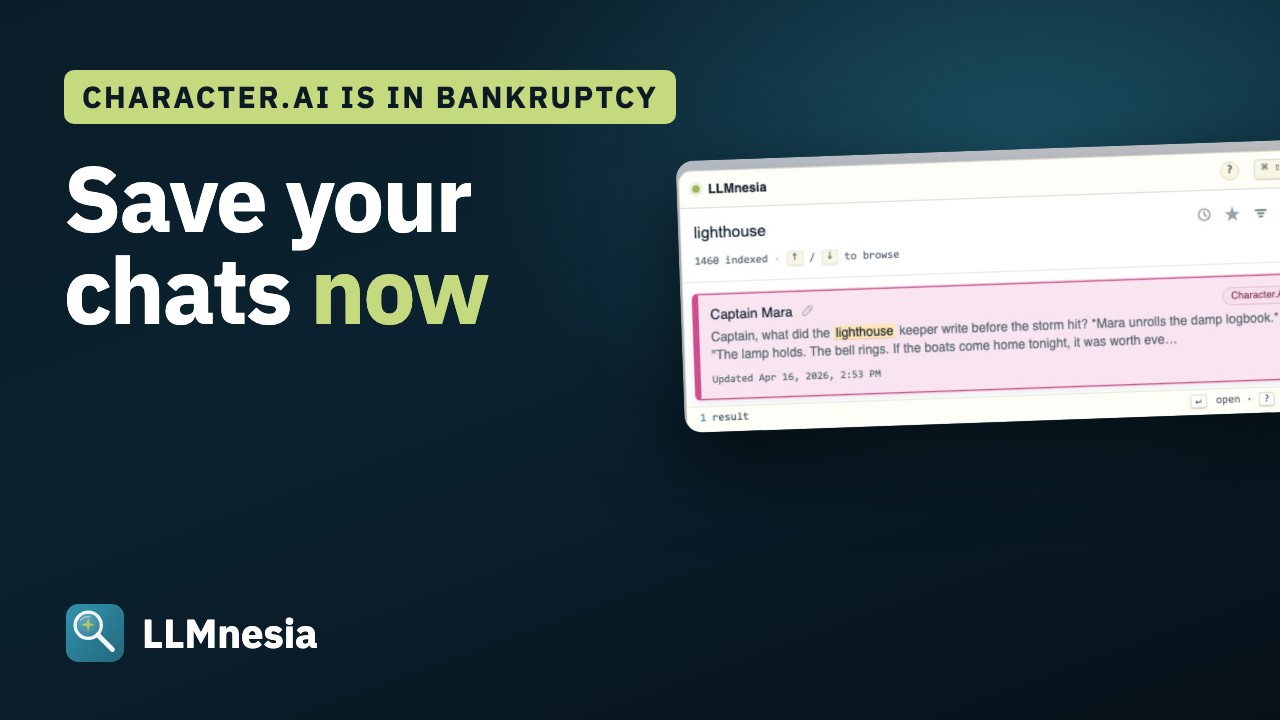 CHARACTER.AI IS IN BANKRUPTCY
Save your
chats now
LLMnesia
?
⌘
lighthouse
1460 indexed · ↑ / ↓ to browse
Captain Mara
Captain, what did the lighthouse keeper write before the storm hit? *Mara unrolls the damp logbook.*
"The lamp holds. The bell rings. If the boats come home tonight, it was worth eve…
Updated Apr 16, 2026, 2:53 PM
1 result
↵ open · ?
LLMnesia